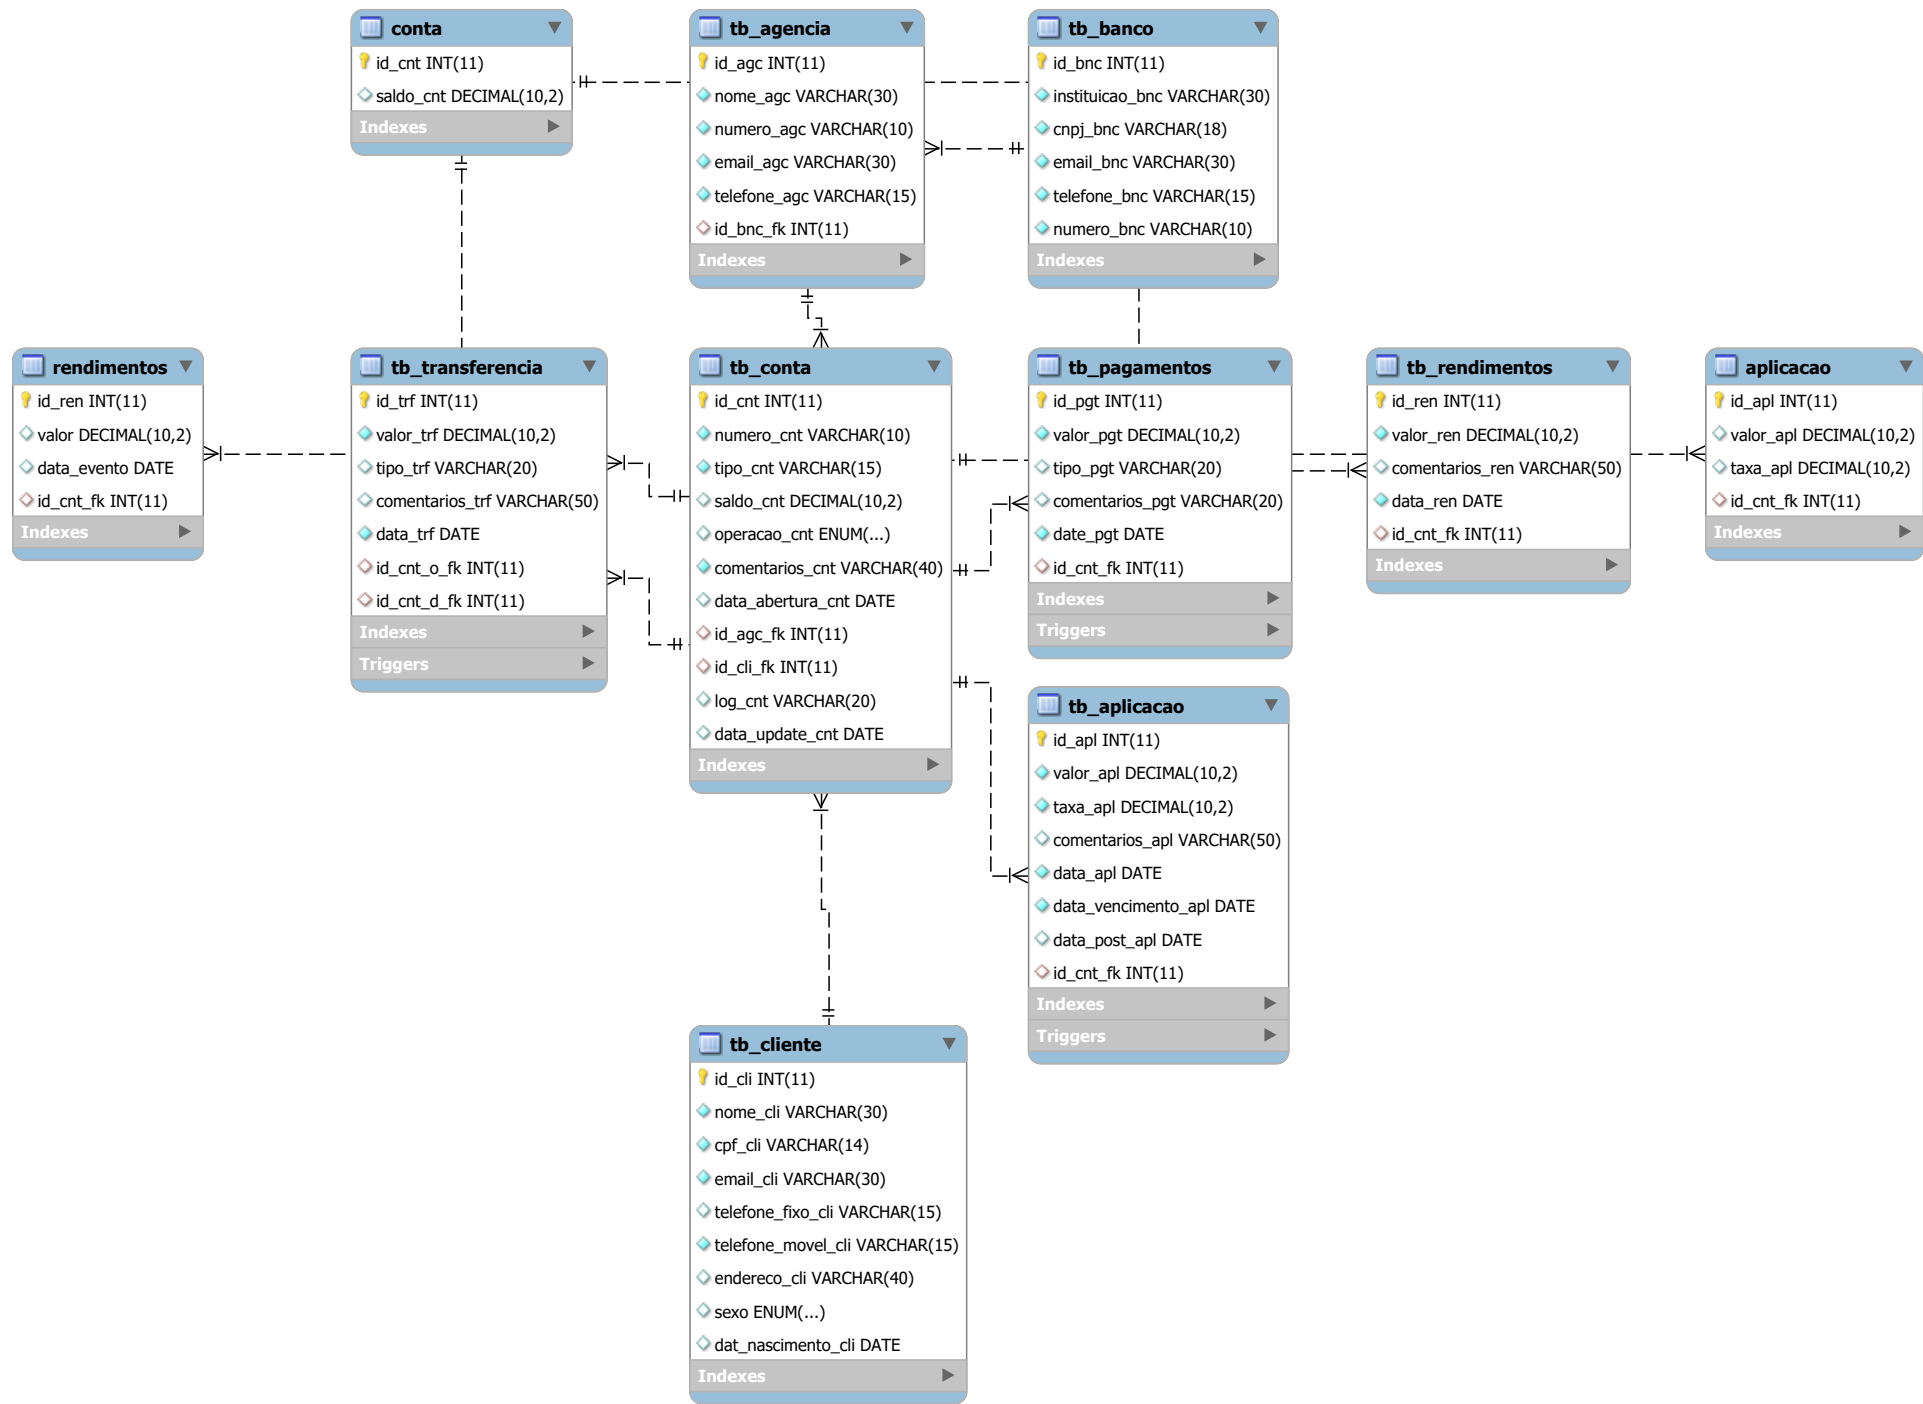 conta
id_cnt INT(11)
saldo_cnt DECIMAL(10,2)
Indexes
tb_agencia
id_agc INT(11)
nome_agc VARCHAR(30)
numero_agc VARCHAR(10)
email_agc VARCHAR(30)
telefone_agc VARCHAR(15)
id_bnc_fk INT(11)
Indexes
tb_banco
id_bnc INT(11)
instituicao_bnc VARCHAR(30)
cnpj_bnc VARCHAR(18)
email_bnc VARCHAR(30)
telefone_bnc VARCHAR(15)
numero_bnc VARCHAR(10)
Indexes
rendimentos
id_ren INT(11)
valor DECIMAL(10,2)
data_evento DATE
id_cnt_fk INT(11)
Indexes
tb_transferencia
id_trf INT(11)
valor_trf DECIMAL(10,2)
tipo_trf VARCHAR(20)
comentarios_trf VARCHAR(50)
data_trf DATE
id_cnt_o_fk INT(11)
id_cnt_d_fk INT(11)
Indexes
Triggers
tb_conta
id_cnt INT(11)
numero_cnt VARCHAR(10)
tipo_cnt VARCHAR(15)
saldo_cnt DECIMAL(10,2)
operacao_cnt ENUM(...)
comentarios_cnt VARCHAR(40)
data_abertura_cnt DATE
id_agc_fk INT(11)
id_cli_fk INT(11)
log_cnt VARCHAR(20)
data_update_cnt DATE
Indexes
tb_pagamentos
id_pgt INT(11)
valor_pgt DECIMAL(10,2)
tipo_pgt VARCHAR(20)
comentarios_pgt VARCHAR(20)
date_pgt DATE
id_cnt_fk INT(11)
Indexes
Triggers
tb_rendimentos
id_ren INT(11)
valor_ren DECIMAL(10,2)
comentarios_ren VARCHAR(50)
data_ren DATE
id_cnt_fk INT(11)
Indexes
aplicacao
id_apl INT(11)
valor_apl DECIMAL(10,2)
taxa_apl DECIMAL(10,2)
id_cnt_fk INT(11)
Indexes
tb_aplicacao
id_apl INT(11)
valor_apl DECIMAL(10,2)
taxa_apl DECIMAL(10,2)
comentarios_apl VARCHAR(50)
data_apl DATE
data_vencimento_apl DATE
data_post_apl DATE
id_cnt_fk INT(11)
Indexes
Triggers
tb_cliente
id_cli INT(11)
nome_cli VARCHAR(30)
cpf_cli VARCHAR(14)
email_cli VARCHAR(30)
telefone_fixo_cli VARCHAR(15)
telefone_movel_cli VARCHAR(15)
endereco_cli VARCHAR(40)
sexo ENUM(...)
dat_nascimento_cli DATE
Indexes